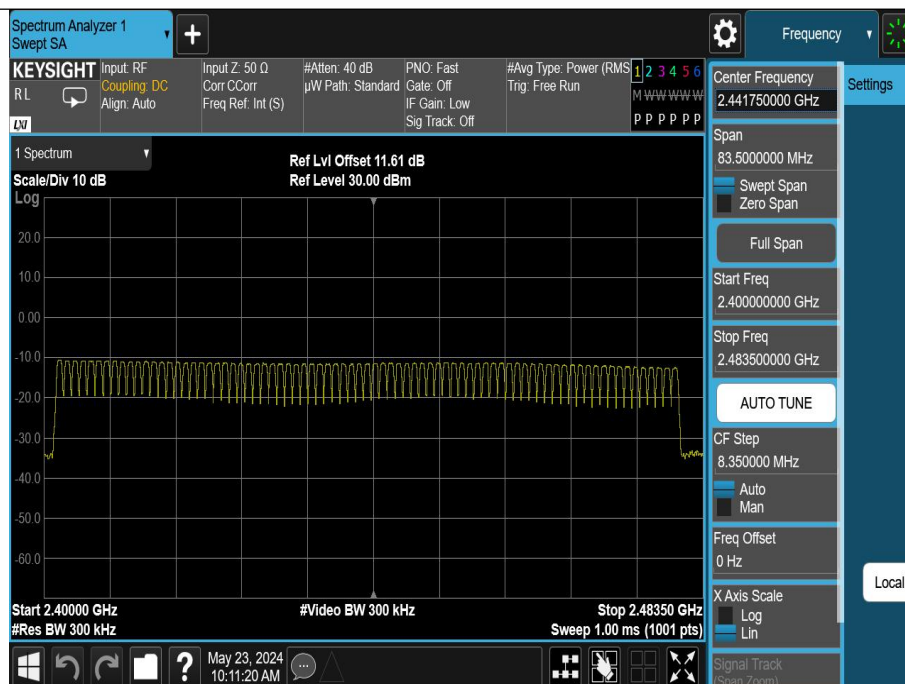 Spectrum Analyzer 1
Swept SA
Frequency
KEYSIGHT
RL
LXI
Input: RF
Coupling: DC
Align: Auto
Input Z: 50 Ω
Corr CCorr
Freq Ref: Int (S)
#Atten: 40 dB
µW Path: Standard
PNO: Fast
Gate: Off
IF Gain: Low
Sig Track: Off
#Avg Type: Power (RMS
Trig: Free Run
1 2 3 4 5 6
M W W W W W
P P P P P P
1 Spectrum
Scale/Div 10 dB
Log
Ref Lvl Offset 11.61 dB
Ref Level 30.00 dBm
20.0
10.0
0.00
-10.0
-20.0
-30.0
-40.0
-50.0
-60.0
Start 2.40000 GHz
#Res BW 300 kHz
#Video BW 300 kHz
Stop 2.48350 GHz
Sweep 1.00 ms (1001 pts)
Center Frequency
2.441750000 GHz
Span
83.5000000 MHz
Swept Span
Zero Span
Full Span
Start Freq
2.400000000 GHz
Stop Freq
2.483500000 GHz
AUTO TUNE
CF Step
8.350000 MHz
Auto
Man
Freq Offset
0 Hz
X Axis Scale
Log
Lin
Signal Track
(Span Zoom)
Settings
Local
?
May 23, 2024
10:11:20 AM